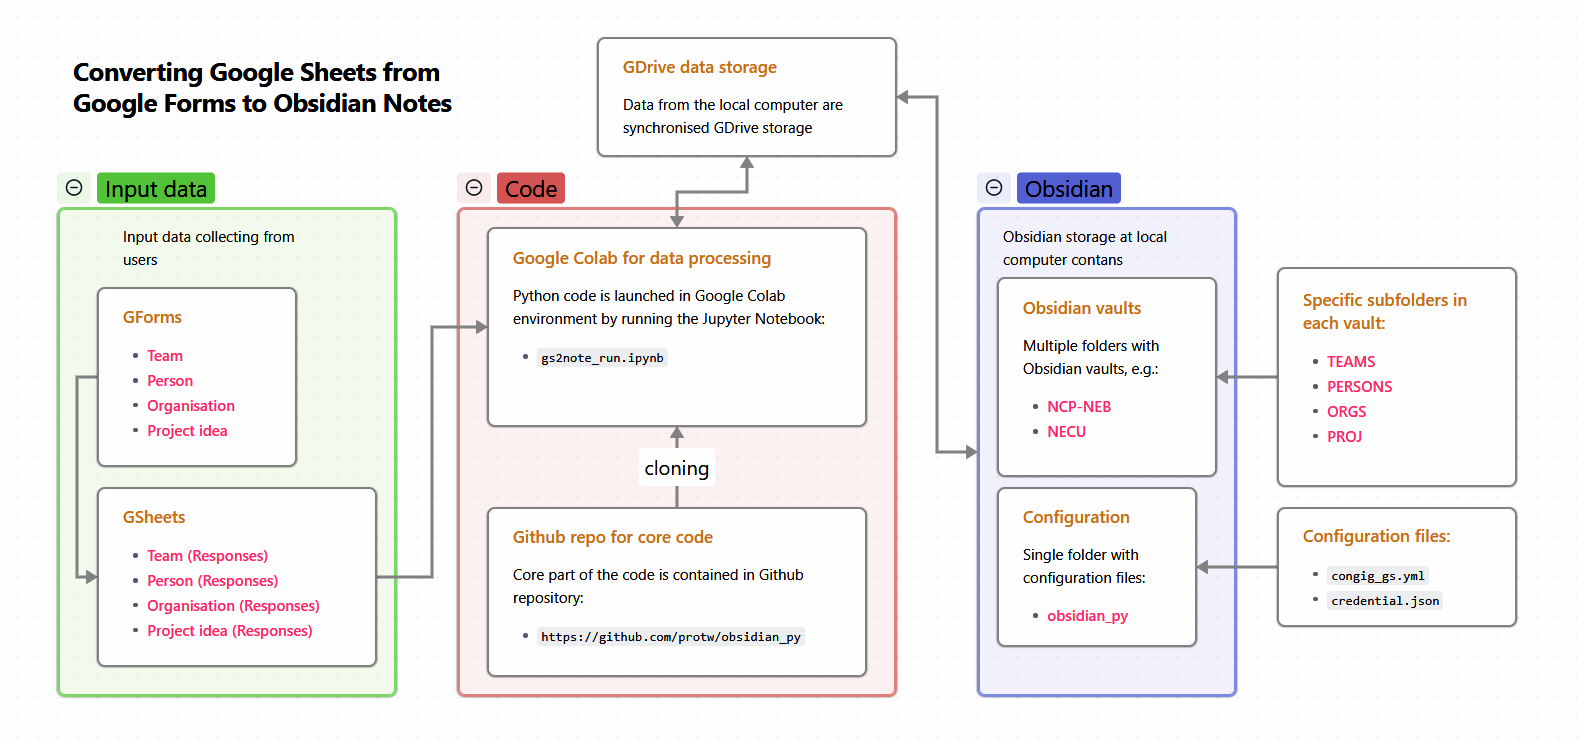 Converting Google Sheets from
Google Forms to Obsidian Notes
GDrive data storage
Data from the local computer are
synchronised GDrive storage
Input data
Input data collecting from
users
GForms
Team
Person
Organisation
Project idea
GSheets
Team (Responses)
Person (Responses)
Organisation (Responses)
Project idea (Responses)
Code
Google Colab for data processing
Python code is launched in Google Colab
environment by running the Jupyter Notebook:
gs2note_run.ipynb
cloning
Github repo for core code
Core part of the code is contained in Github
repository:
https://github.com/protw/obsidian_py
Obsidian
Obsidian storage at local
computer contans
Obsidian vaults
Multiple folders with
Obsidian vaults, e.g.:
NCP-NEB
NECU
Configuration
Single folder with
configuration files:
obsidian_py
Specific subfolders in
each vault:
TEAMS
PERSONS
ORGS
PROJ
Configuration files:
congig_gs.yml
credential.json